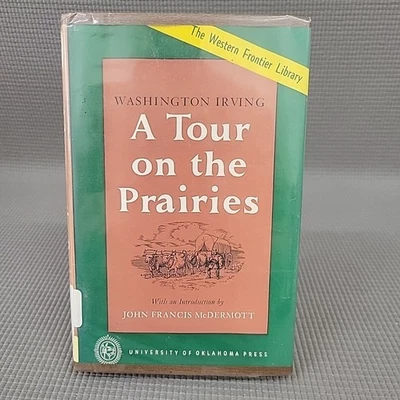 The Western Frontier Library
WASHINGTON IRVING
A Tour
on the
Prairies
With an Introduction by
JOHN FRANCIS McDERMOTT
UNIVERSITY OF OKLAHOMA PRESS